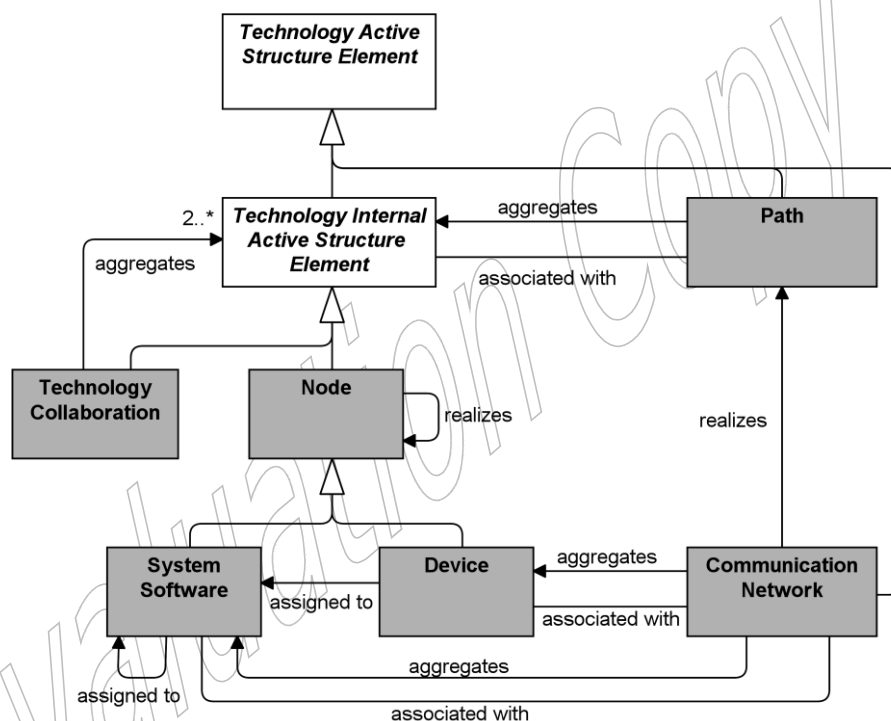 Technology Active
Structure Element
2..*
Technology Internal
Active Structure
Element
aggregates
Path
aggregates
associated with
Technology
Collaboration
Node
realizes
realizes
System
Software
Device
aggregates
Communication
Network
assigned to
associated with
aggregates
assigned to
associated with
valuation Copy